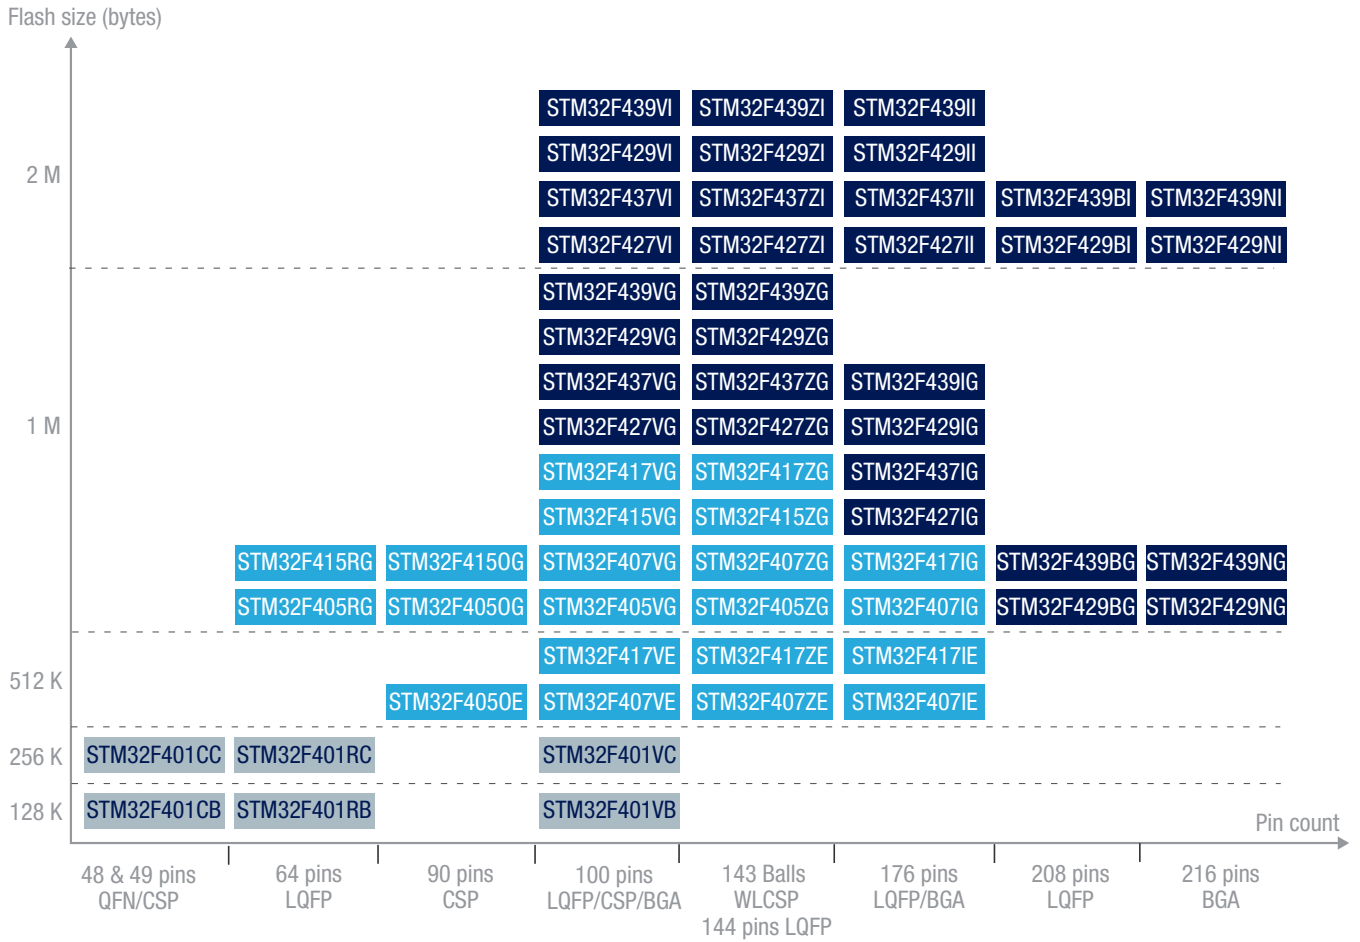 Flash size (bytes)
STM32F439VI STM32F439ZI STM32F439II
STM32F429VI STM32F429ZI STM32F429II
2 M
STM32F437VI STM32F437ZI STM32F437II STM32F439BI STM32F439NI
STM32F427VI STM32F427ZI STM32F427II STM32F429BI STM32F429NI
STM32F439VG STM32F439ZG
STM32F429VG STM32F429ZG
STM32F437VG STM32F437ZG STM32F439IG
1 M STM32F427VG STM32F427ZG STM32F429IG
STM32F417VG STM32F417ZG STM32F437IG
STM32F415VG STM32F415ZG STM32F427IG
STM32F415RG STM32F415OG STM32F407VG STM32F407ZG STM32F417IG STM32F439BG STM32F439NG
STM32F405RG STM32F405OG STM32F405VG STM32F405ZG STM32F407IG STM32F429BG STM32F429NG
STM32F417VE STM32F417ZE STM32F417IE
512 K
STM32F405OE STM32F407VE STM32F407ZE STM32F407IE
256 K STM32F401CC STM32F401RC STM32F401VC
128 K STM32F401CB STM32F401RB STM32F401VB
Pin count
48 & 49 pins 64 pins 90 pins 100 pins 143 Balls 176 pins 208 pins 216 pins
QFN/CSP LQFP CSP LQFP/CSP/BGA WLCSP LQFP/BGA LQFP BGA
144 pins LQFP